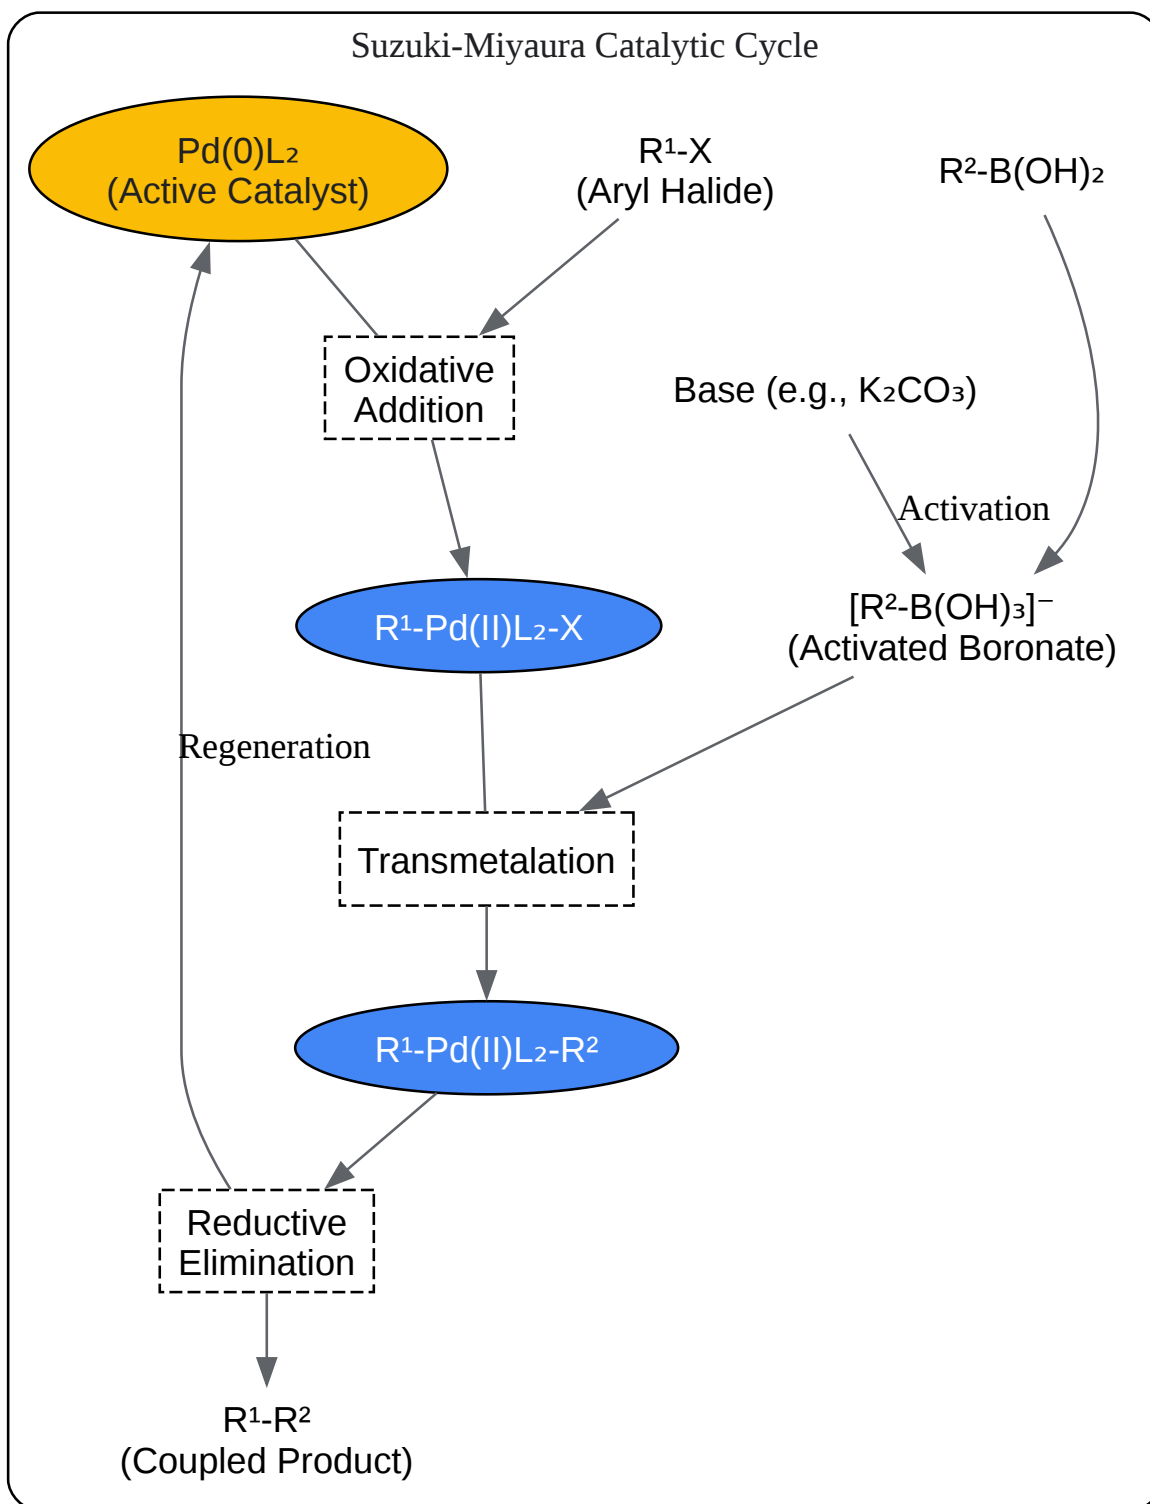 Suzuki-Miyaura Catalytic Cycle
Pd(0)L₂
(Active Catalyst)
R¹-X
(Aryl Halide)
R²-B(OH)₂
Oxidative
Addition
Base (e.g., K₂CO₃)
Activation
R¹-Pd(II)L₂-X
[R²-B(OH)₃]⁻
(Activated Boronate)
Regeneration
Transmetalation
R¹-Pd(II)L₂-R²
Reductive
Elimination
R¹-R²
(Coupled Product)